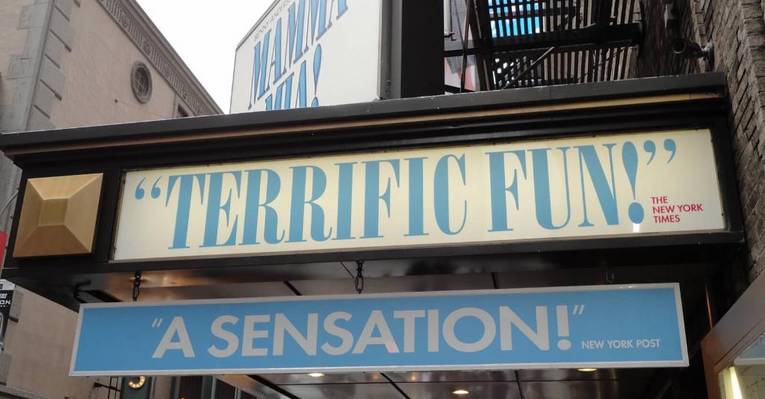 MAMMA
MIA!
“TERRIFIC FUN!”
THE
NEW YORK
TIMES
"A SENSATION!"
NEW YORK POST